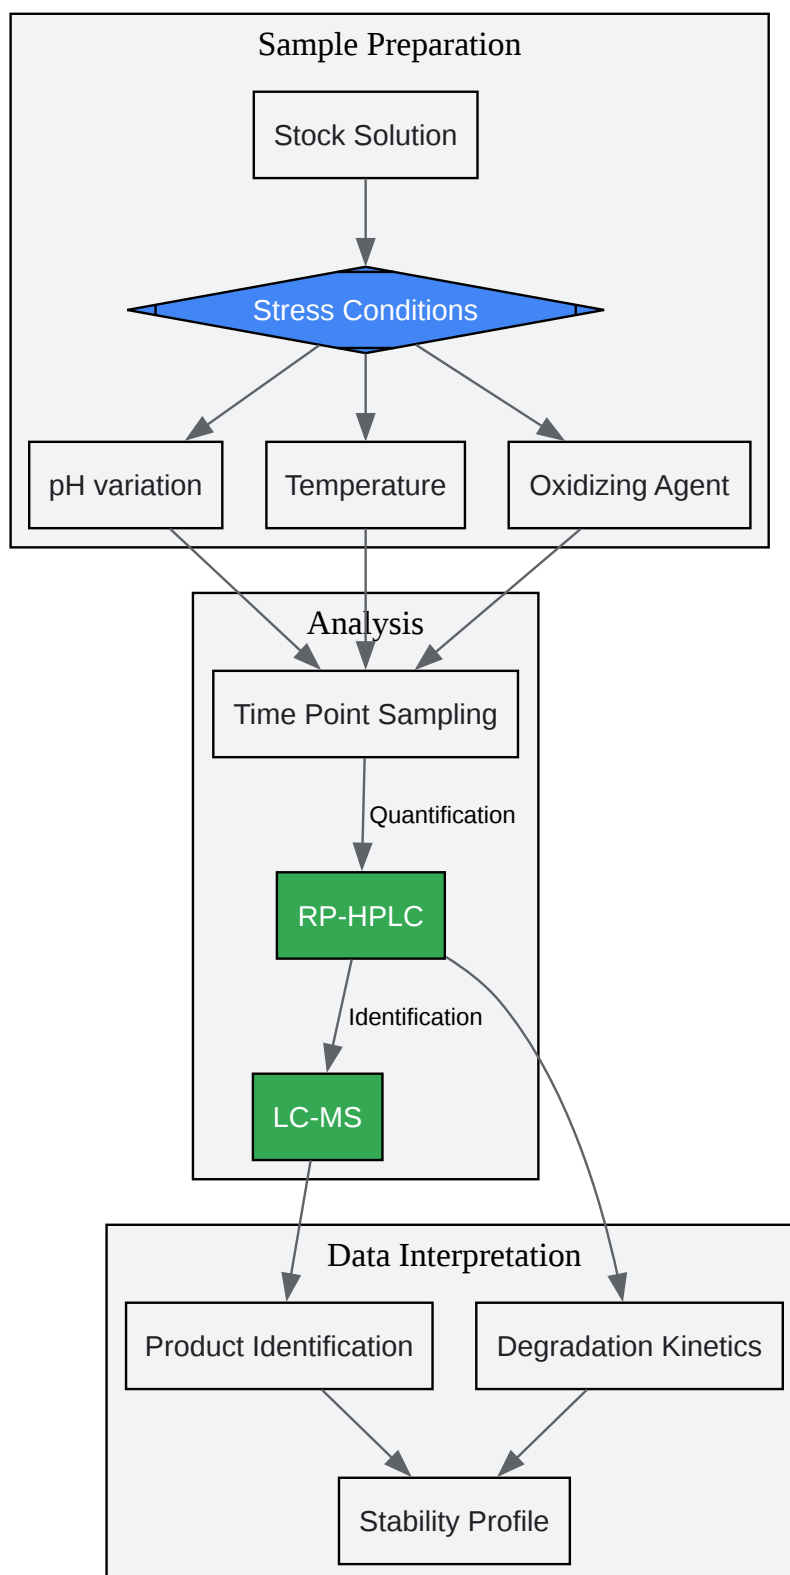 Sample Preparation
Stock Solution
Stress Conditions
pH variation
Temperature
Oxidizing Agent
Analysis
Time Point Sampling
Quantification
RP-HPLC
Identification
LC-MS
Data Interpretation
Product Identification
Degradation Kinetics
Stability Profile